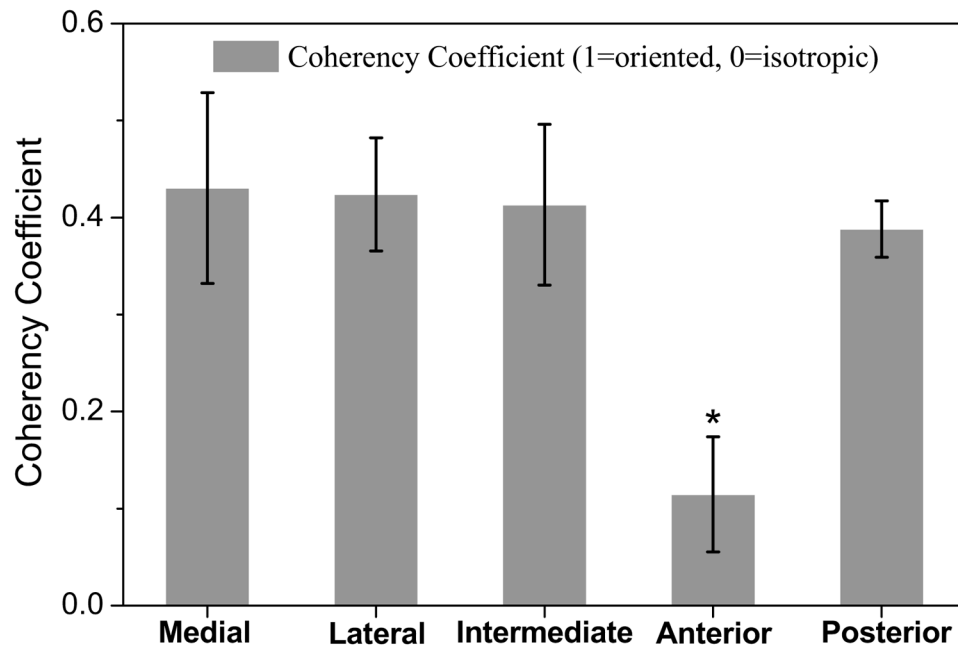 Coherency Coefficient (1=oriented, 0=isotropic)
Coherency Coefficient
0.6
0.4
0.2
0.0
*
Medial Lateral Intermediate Anterior Posterior